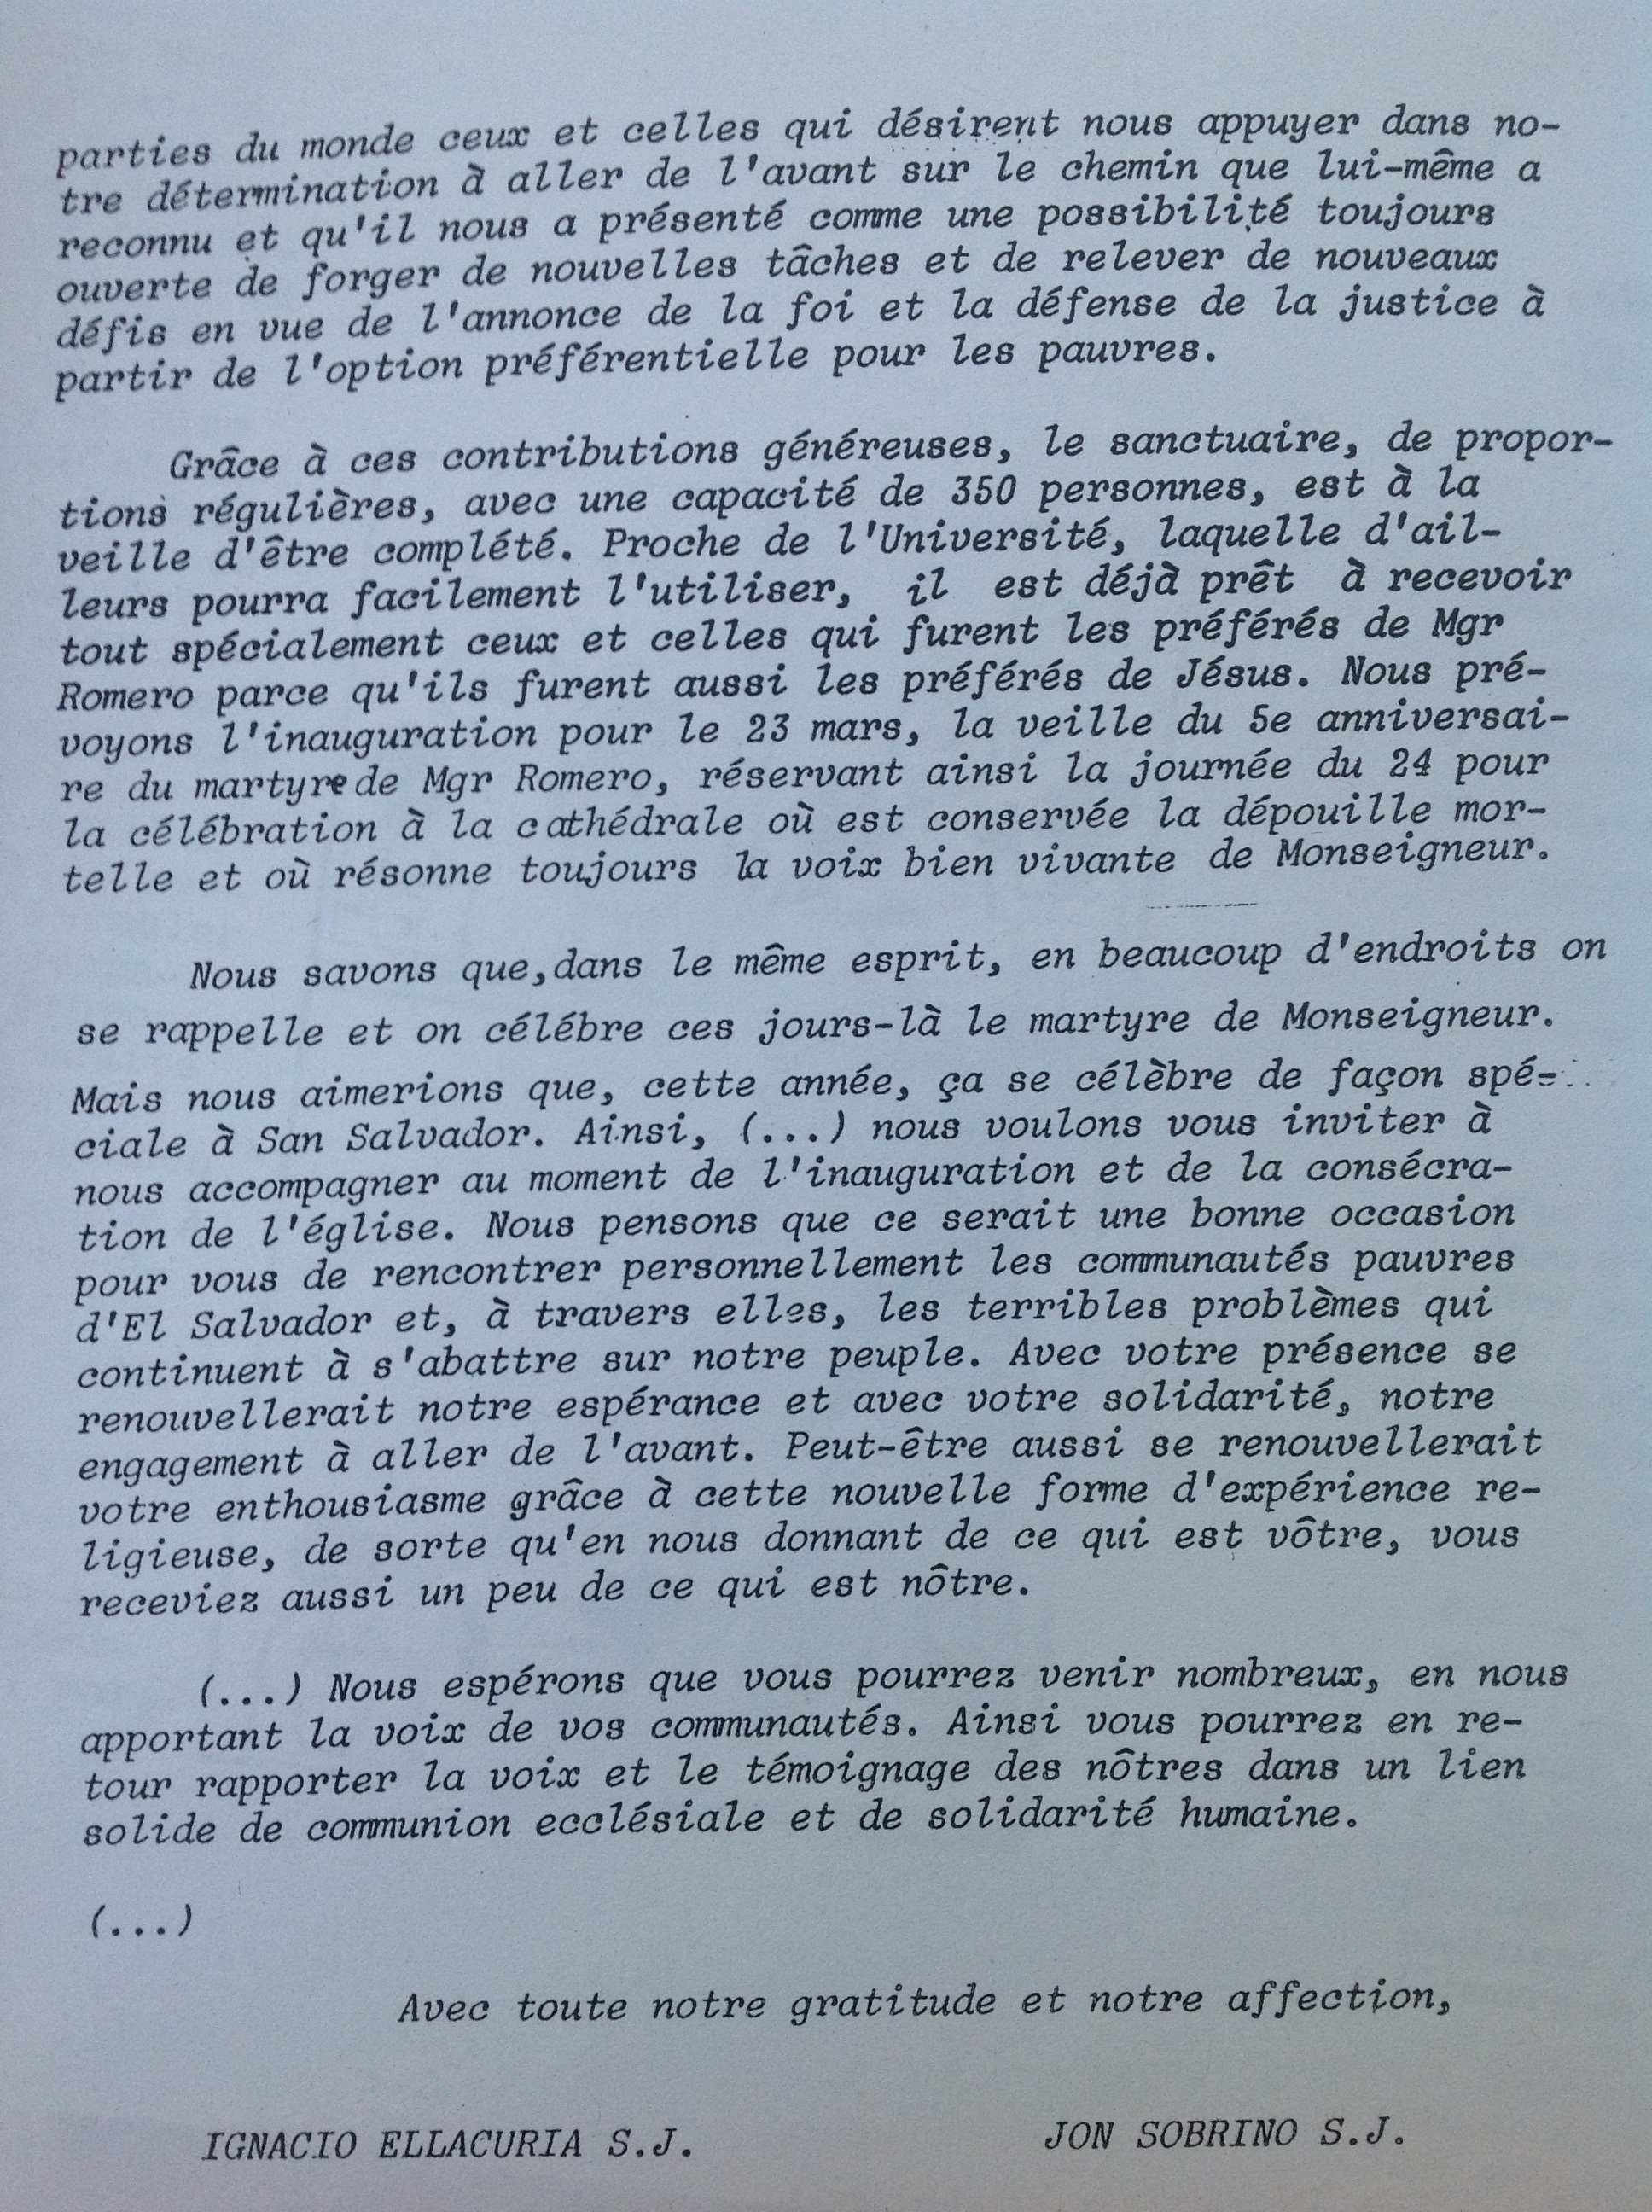 parties du monde ceux et celles qui désirent nous appuyer dans no-
tre détermination à aller de l'avant sur le chemin que lui-même a
reconnu et qu'il nous a présenté comme une possibilité toujours
ouverte de forger de nouvelles tâches et de relever de nouveaux
défis en vue de l'annonce de la foi et la défense de la justice à
partir de l'option préférentielle pour les pauvres.
Grâce à ces contributions généreuses, le sanctuaire, de propor-
tions régulières, avec une capacité de 350 personnes, est à la
veille d'être complété. Proche de l'Université, laquelle d'ail-
leurs pourra facilement l'utiliser, il est déjà prêt à recevoir
tout spécialement ceux et celles qui furent les préférés de Mgr
Romero parce qu'ils furent aussi les préférés de Jésus. Nous pré-
voyons l'inauguration pour le 23 mars, la veille du 5e anniversai-
re du martyre de Mgr Romero, réservant ainsi la journée du 24 pour
la célébration à la cathédrale où est conservée la dépouille mor-
telle et où résonne toujours la voix bien vivante de Monseigneur.
Nous savons que, dans le même esprit, en beaucoup d'endroits on
se rappelle et on célébre ces jours-là le martyre de Monseigneur.
Mais nous aimerions que, cette année, ça se célèbre de façon spé-
ciale à San Salvador. Ainsi, (...) nous voulons vous inviter à
nous accompagner au moment de l'inauguration et de la consécra-
tion de l'église. Nous pensons que ce serait une bonne occasion
pour vous de rencontrer personnellement les communautés pauvres
d'El Salvador et, à travers elles, les terribles problèmes qui
continuent à s'abattre sur notre peuple. Avec votre présence se
renouvellerait notre espérance et avec votre solidarité, notre
engagement à aller de l'avant. Peut-être aussi se renouvellerait
votre enthousiasme grâce à cette nouvelle forme d'expérience re-
ligieuse, de sorte qu'en nous donnant de ce qui est vôtre, vous
receviez aussi un peu de ce qui est nôtre.
(...) Nous espérons que vous pourrez venir nombreux, en nous
apportant la voix de vos communautés. Ainsi vous pourrez en re-
tour rapporter la voix et le témoignage des nôtres dans un lien
solide de communion ecclésiale et de solidarité humaine.
(...)
Avec toute notre gratitude et notre affection,
IGNACIO ELLACURIA S.J. JON SOBRINO S.J.